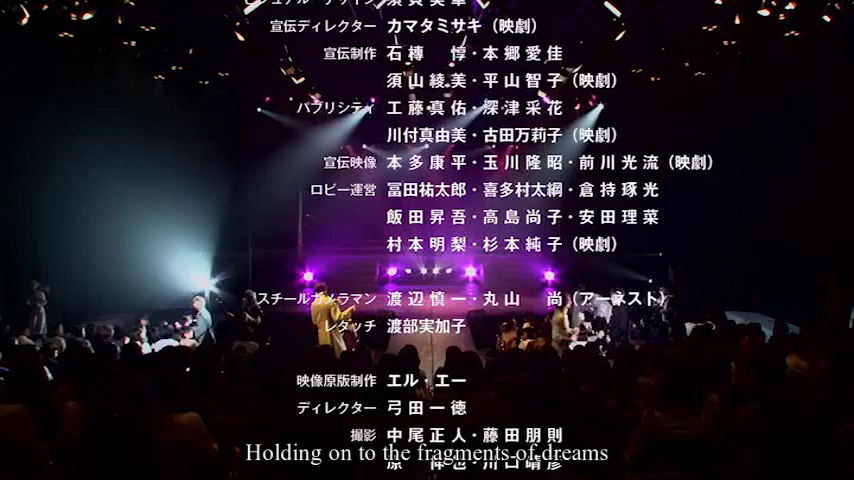 宣伝ディレクター カマタミサキ（映劇）
宣伝制作 石榑　惇・本郷愛佳
須山綾美・平山智子（映劇）
パブリシティ 工藤真佑・深津采花
川付真由美・古田万莉子（映劇）
宣伝映像 本多康平・玉川隆昭・前川光流（映劇）
ロビー運営 冨田祐太郎・喜多村太綱・倉持琢光
飯田昇吾・高島尚子・安田理菜
村本明梨・杉本純子（映劇）
スチールカメラマン 渡辺慎一・丸山　尚（アーネスト）
レタッチ 渡部実加子
映像原版制作 エル・エー
ディレクター 弓田一徳
撮影 中尾正人・藤田朋則
Holding on to the fragments of dreams